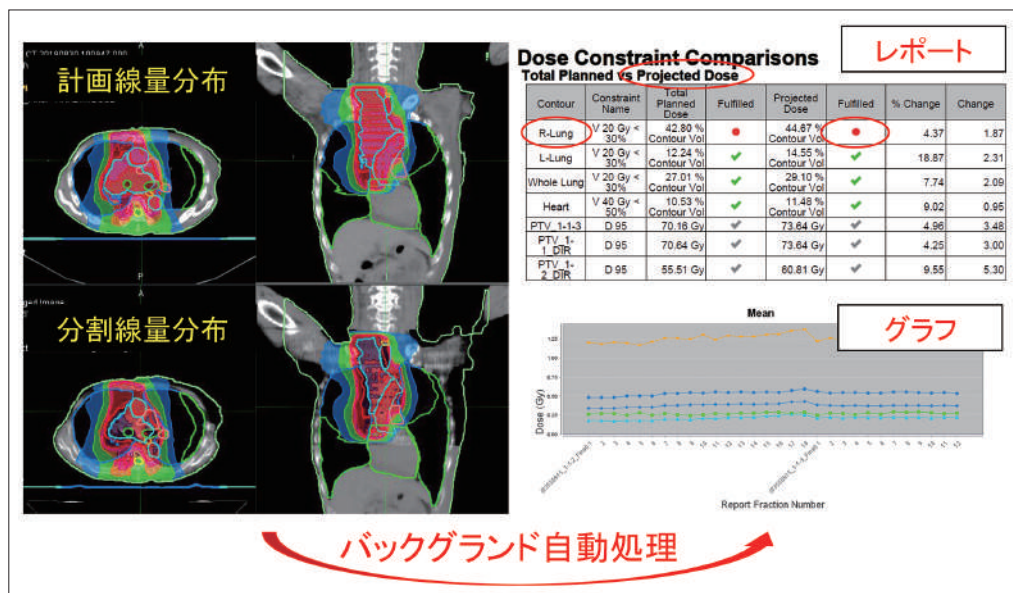 計画線量分布
A
P
分割線量分布
A
レポート
Dose Constraint Comparisons
Total Planned vs Projected Dose
Contour Constraint Name Total Planned Dose Fulfilled Projected Dose Fulfilled % Change Change
R-Lung V 20 Gy < 30% 42.80 % Contour Vol 44.67 % Contour Vol 4.37 1.87
L-Lung V 20 Gy < 30% 12.24 % Contour Vol 14.55 % Contour Vol 18.87 2.31
Whole Lung V 20 Gy < 30% 27.01 % Contour Vol 29.10 % Contour Vol 7.74 2.09
Heart V 40 Gy < 50% 10.53 % Contour Vol 11.48 % Contour Vol 9.02 0.95
PTV_1-1-3 D 95 70.16 Gy 73.64 Gy 4.96 3.48
PTV_1-1_DIR D 95 70.64 Gy 73.64 Gy 4.25 3.00
PTV_1-2_DIR D 95 55.51 Gy 60.81 Gy 9.55 5.30
グラフ
Mean
Dose (Gy)
Report Fraction Number
バックグランド自動処理